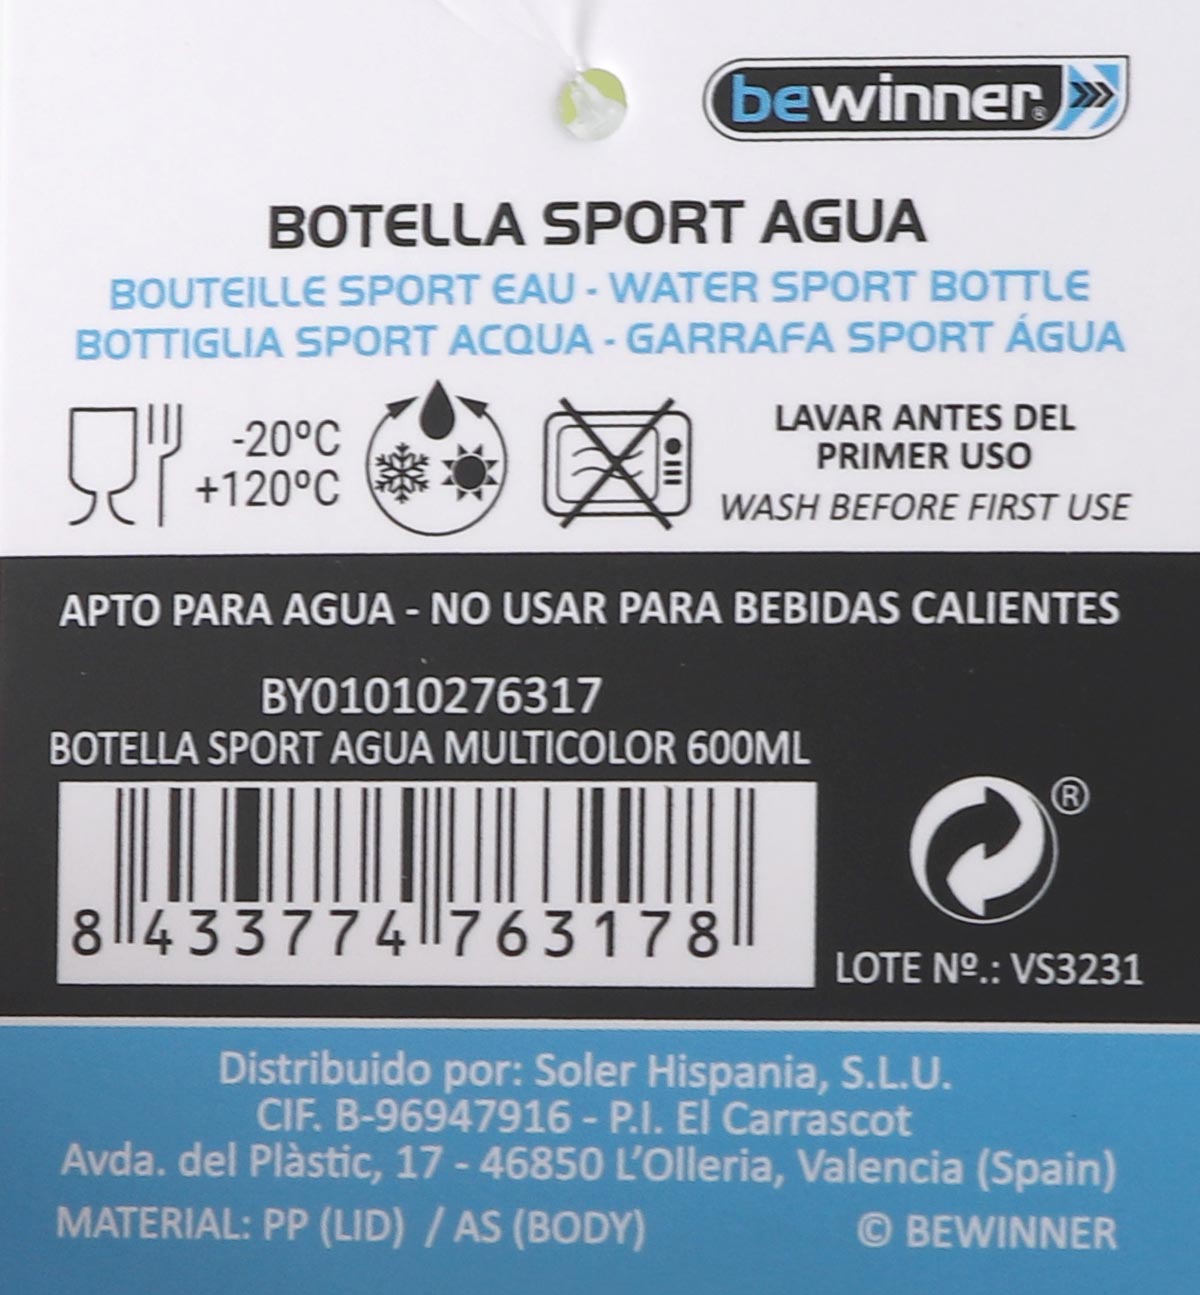 bewinner®
BOTELLA SPORT AGUA
BOUTEILLE SPORT EAU - WATER SPORT BOTTLE
BOTTIGLIA SPORT ACQUA - GARRAFA SPORT ÁGUA
-20ºC
+120ºC
LAVAR ANTES DEL
PRIMER USO
WASH BEFORE FIRST USE
APTO PARA AGUA - NO USAR PARA BEBIDAS CALIENTES
BY01010276317
BOTELLA SPORT AGUA MULTICOLOR 600ML
8 433774 763178
®
LOTE Nº.: VS3231
Distribuido por: Soler Hispania, S.L.U.
CIF. B-96947916 - P.I. El Carrascot
Avda. del Plàstic, 17 - 46850 L'Olleria, Valencia (Spain)
MATERIAL: PP (LID) / AS (BODY)
© BEWINNER